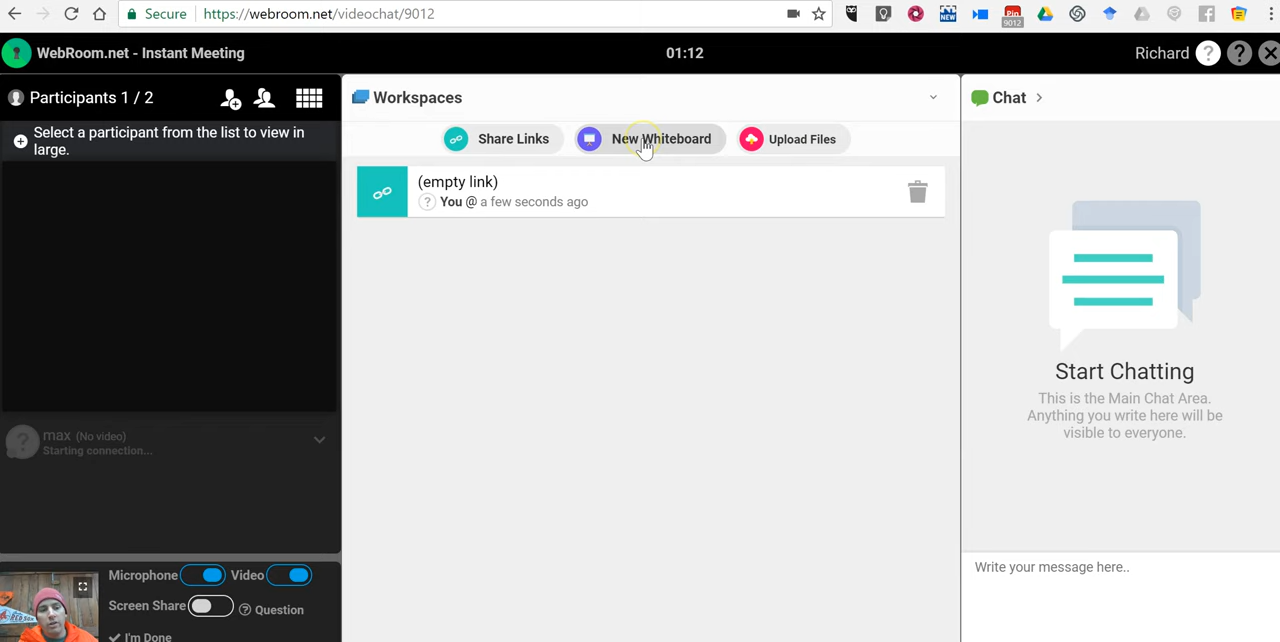 Secure https://webroom.net/videochat/9012
NEW
Pin
9012
WebRoom.net - Instant Meeting
01:12
Richard ? ?
Participants 1 / 2
Select a participant from the list to view in
large.
max (No video)
Starting connection...
Microphone Video
Screen Share ? Question
I'm Done
Workspaces
Share Links
New Whiteboard
Upload Files
(empty link)
? You @ a few seconds ago
Chat
Start Chatting
This is the Main Chat Area.
Anything you write here will be
visible to everyone.
Write your message here..